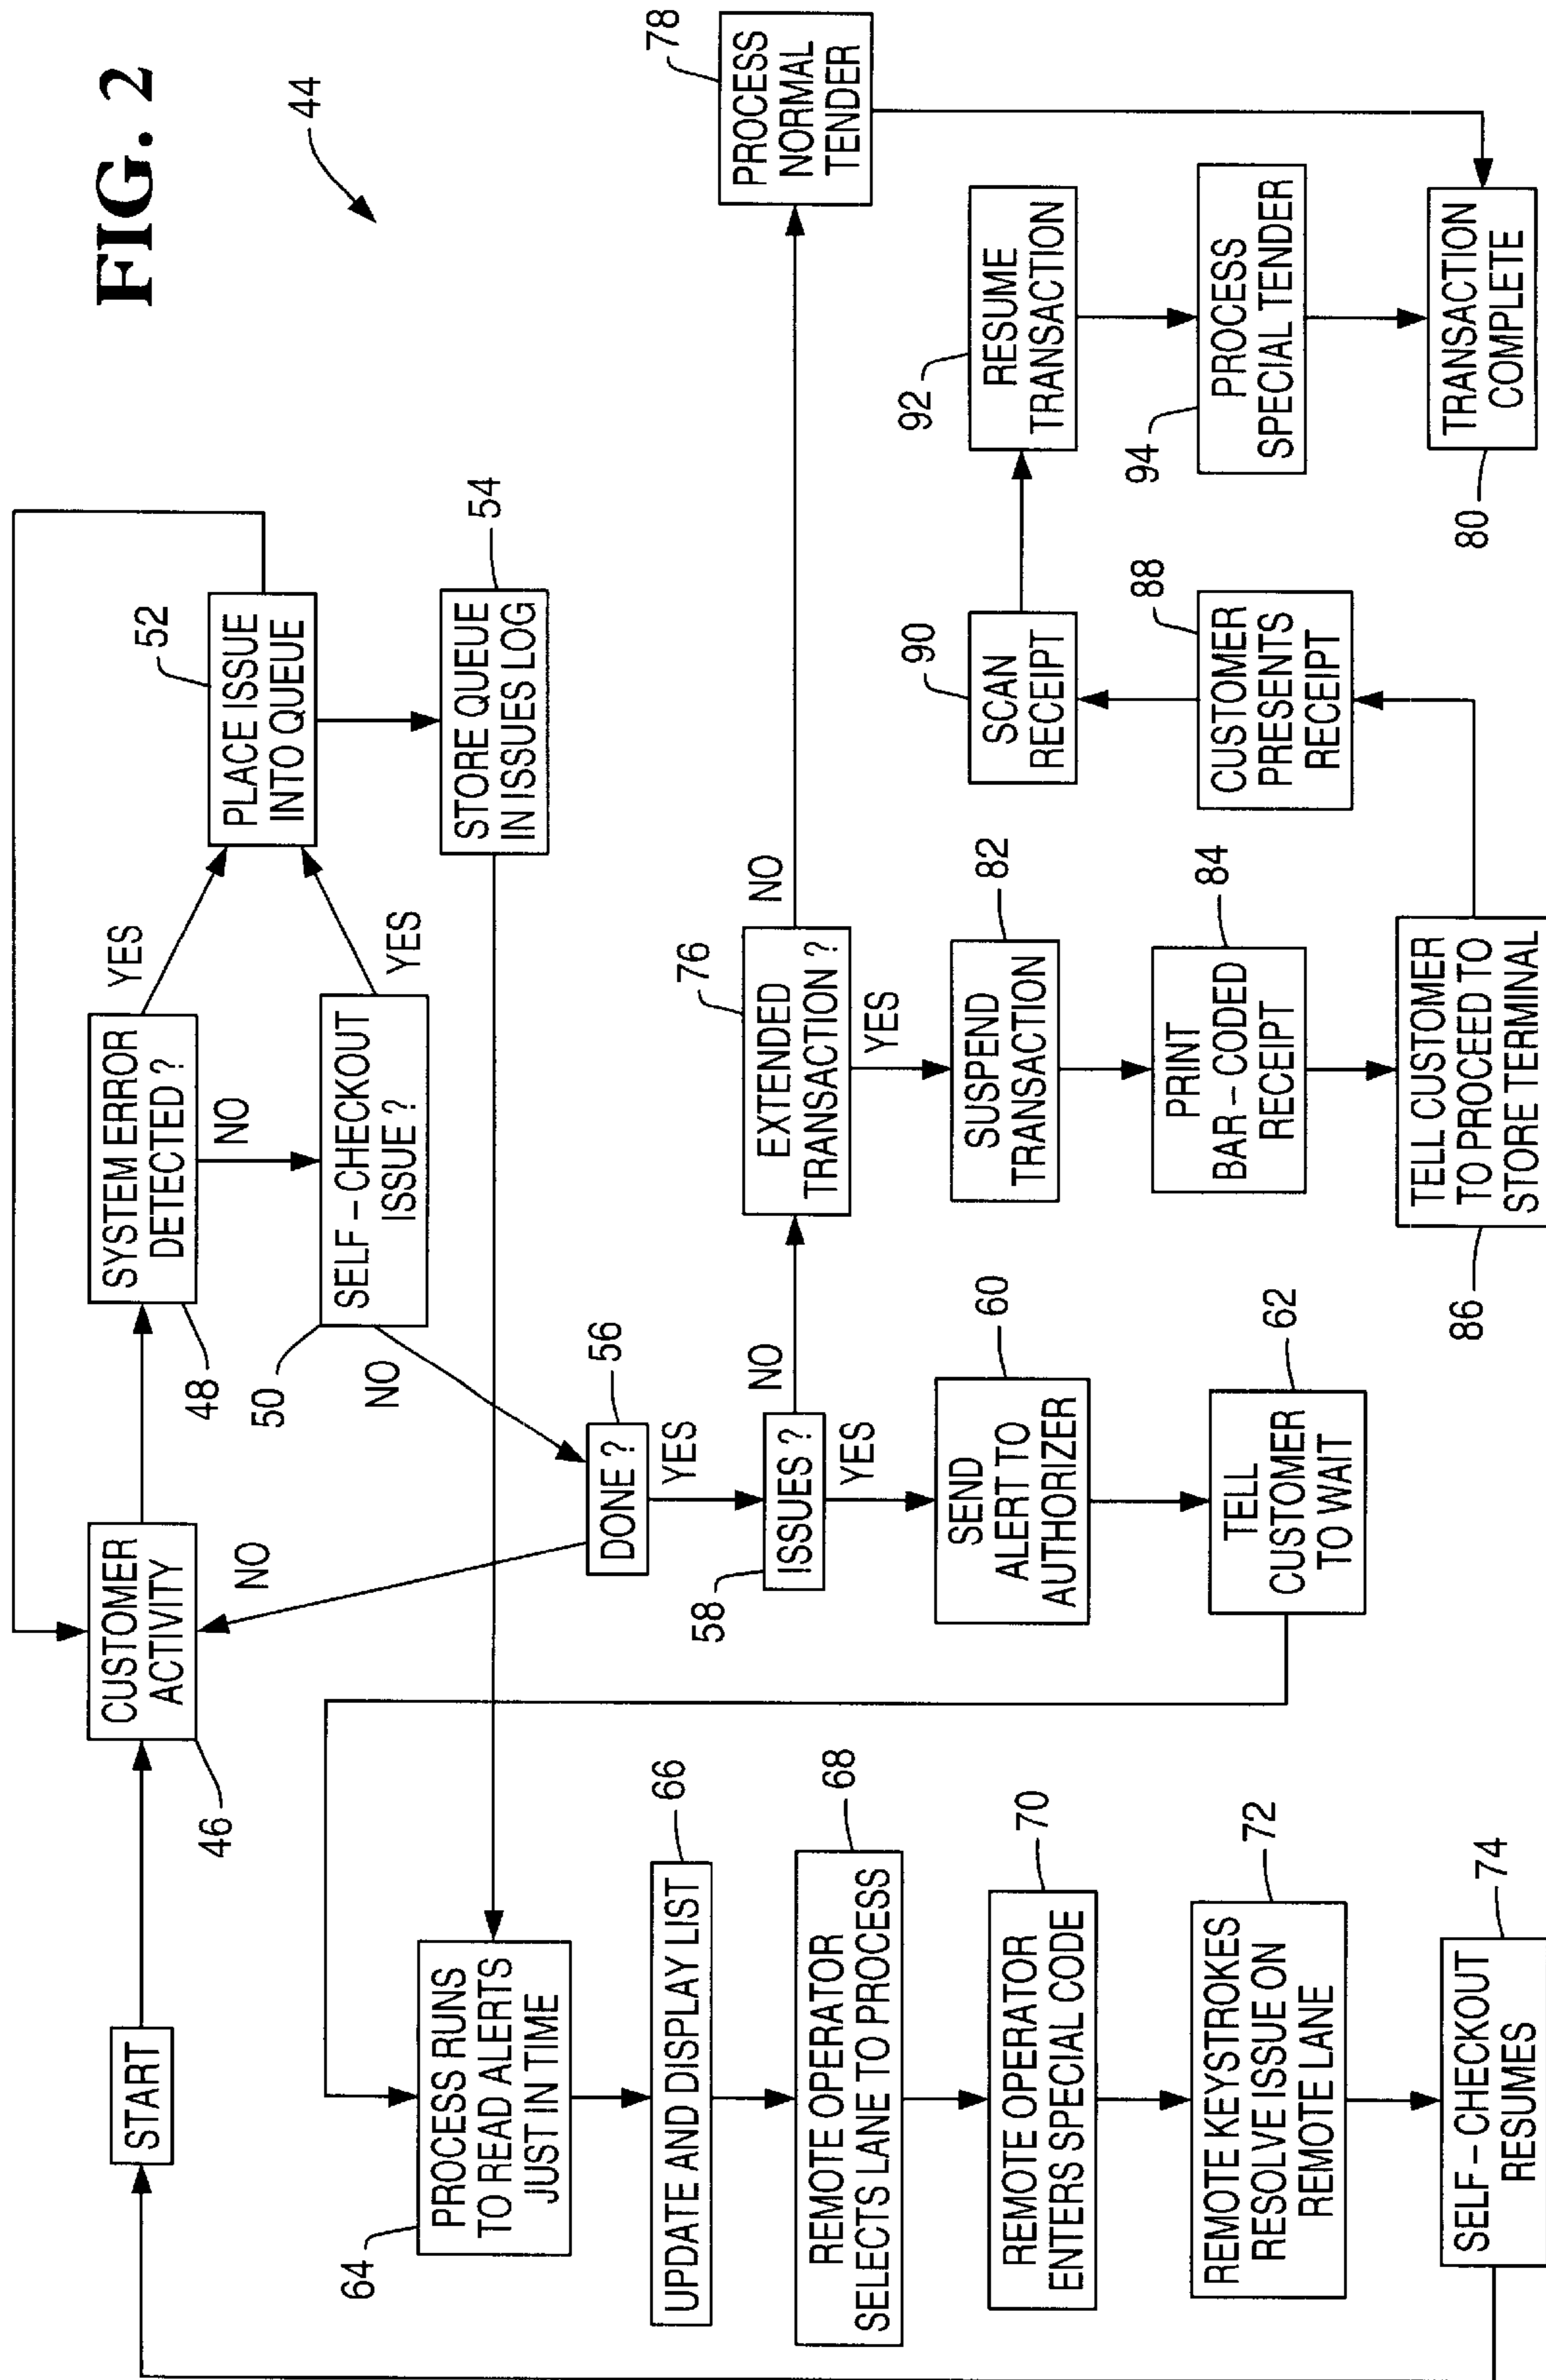 FIG. 2
44
START
CUSTOMER
ACTIVITY
46
SYSTEM ERROR
DETECTED ?
48
YES
NO
SELF – CHECKOUT
ISSUE ?
50
YES
NO
PLACE ISSUE
INTO QUEUE
52
STORE QUEUE
IN ISSUES LOG
54
DONE ?
56
NO
YES
ISSUES ?
58
NO
YES
SEND
ALERT TO
AUTHORIZER
60
TELL
CUSTOMER
TO WAIT
62
PROCESS RUNS
TO READ ALERTS
JUST IN TIME
64
UPDATE AND DISPLAY LIST
66
REMOTE OPERATOR
SELECTS LANE TO PROCESS
68
REMOTE OPERATOR
ENTERS SPECIAL CODE
70
REMOTE KEYSTROKES
RESOLVE ISSUE ON
REMOTE LANE
72
SELF – CHECKOUT
RESUMES
74
EXTENDED
TRANSACTION ?
76
NO
YES
PROCESS
NORMAL
TENDER
78
SUSPEND
TRANSACTION
82
PRINT
BAR – CODED
RECEIPT
84
TELL CUSTOMER
TO PROCEED TO
STORE TERMINAL
86
CUSTOMER
PRESENTS
RECEIPT
88
SCAN
RECEIPT
90
RESUME
TRANSACTION
92
PROCESS
SPECIAL TENDER
94
TRANSACTION
COMPLETE
80